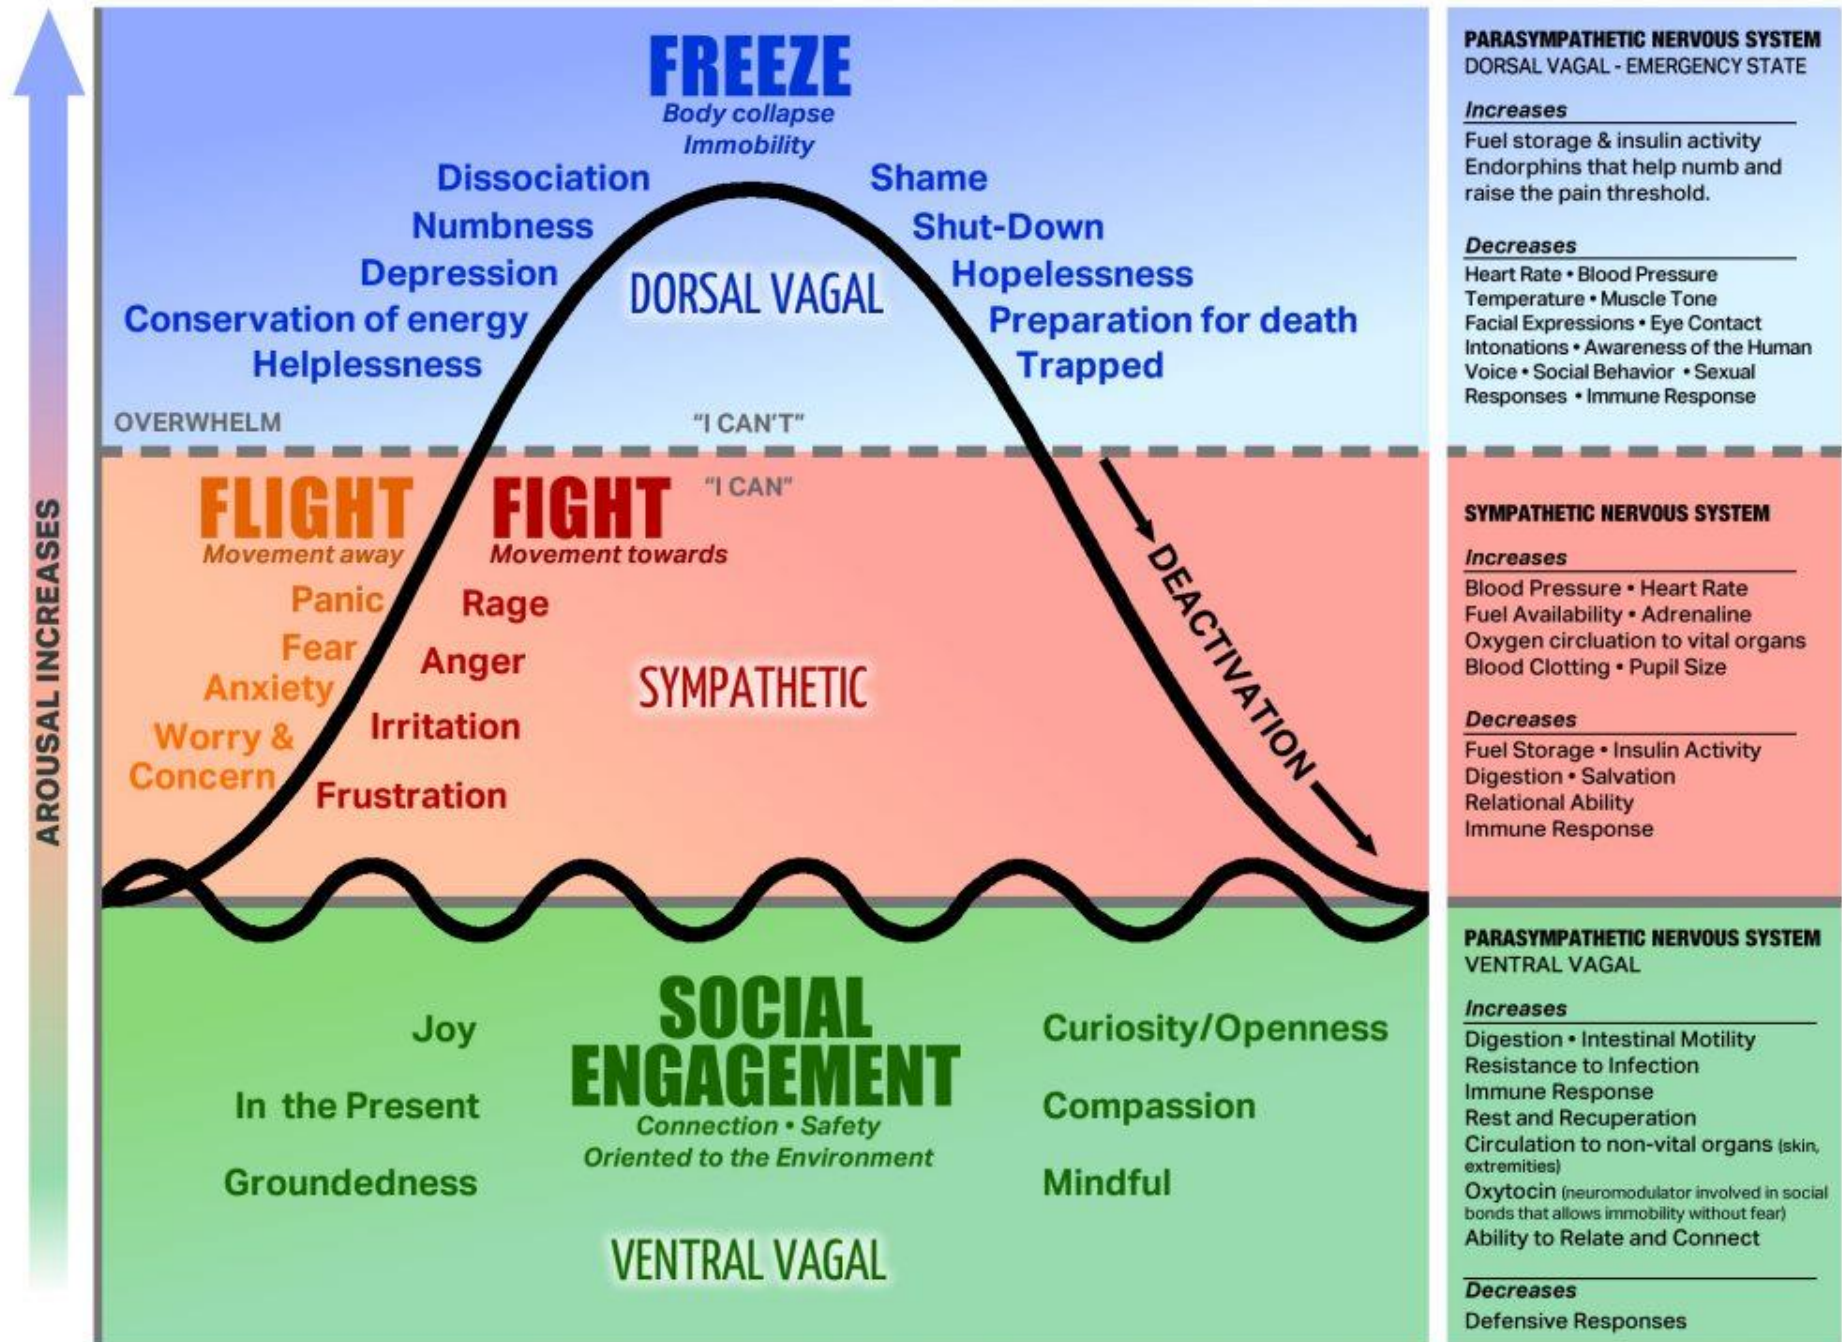 AROUSAL INCREASES
FREEZE
Body collapse
Immobility
Dissociation
Numbness
Depression
Conservation of energy
Helplessness
Shame
Shut-Down
Hopelessness
Preparation for death
Trapped
DORSAL VAGAL
OVERWHELM
"I CAN'T"
"I CAN"
FLIGHT
Movement away
Panic
Fear
Anxiety
Worry &
Concern
FIGHT
Movement towards
Rage
Anger
Irritation
Frustration
SYMPATHETIC
DEACTIVATION
SOCIAL
ENGAGEMENT
Connection • Safety
Oriented to the Environment
Joy
In the Present
Groundedness
Curiosity/Openness
Compassion
Mindful
VENTRAL VAGAL
PARASYMPATHETIC NERVOUS SYSTEM
DORSAL VAGAL - EMERGENCY STATE
Increases
Fuel storage & insulin activity
Endorphins that help numb and
raise the pain threshold.
Decreases
Heart Rate • Blood Pressure
Temperature • Muscle Tone
Facial Expressions • Eye Contact
Intonations • Awareness of the Human
Voice • Social Behavior • Sexual
Responses • Immune Response
SYMPATHETIC NERVOUS SYSTEM
Increases
Blood Pressure • Heart Rate
Fuel Availability • Adrenaline
Oxygen circluation to vital organs
Blood Clotting • Pupil Size
Decreases
Fuel Storage • Insulin Activity
Digestion • Salvation
Relational Ability
Immune Response
PARASYMPATHETIC NERVOUS SYSTEM
VENTRAL VAGAL
Increases
Digestion • Intestinal Motility
Resistance to Infection
Immune Response
Rest and Recuperation
Circulation to non-vital organs (skin,
extremities)
Oxytocin (neuromodulator involved in social
bonds that allows immobility without fear)
Ability to Relate and Connect
Decreases
Defensive Responses